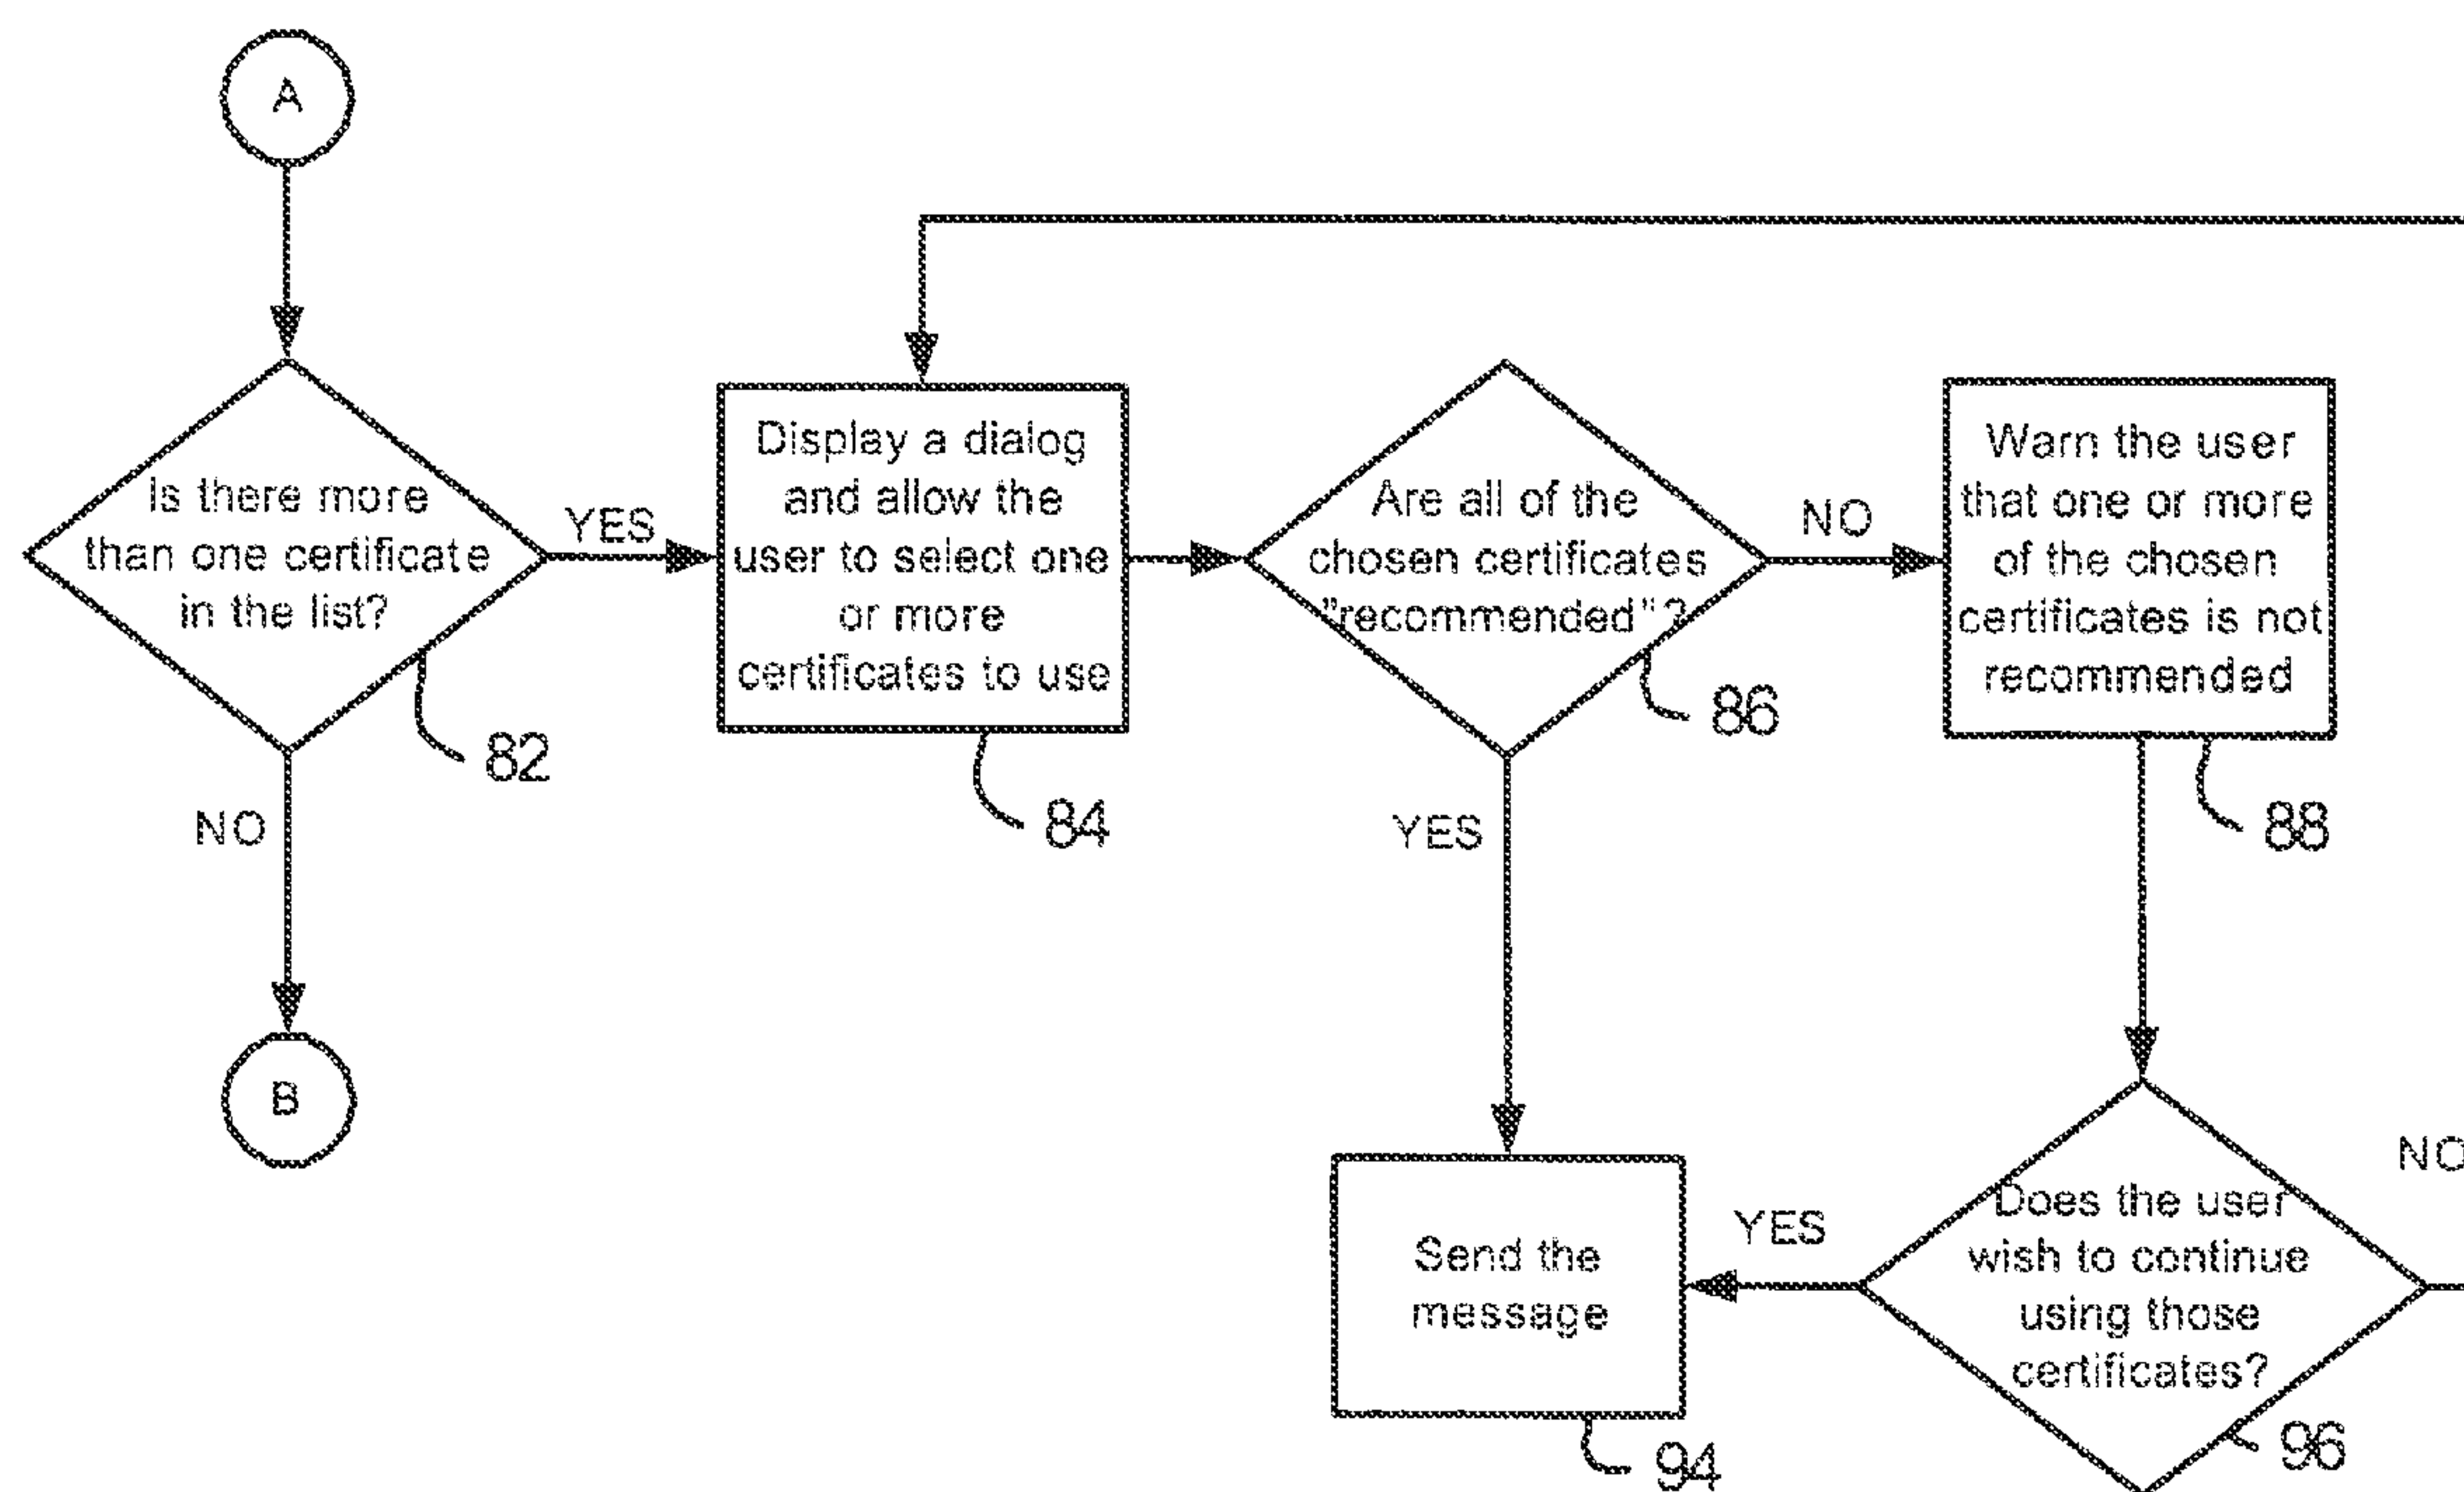 A
Is there more
than one certificate
in the list?
YES
NO
82
B
Display a dialog
and allow the
user to select one
or more
certificates to use
84
Are all of the
chosen certificates
"recommended"?
NO
YES
86
Warn the user
that one or more
of the chosen
certificates is not
recommended
88
Send the
message
94
YES
Does the user
wish to continue
using those
certificates?
NO
96